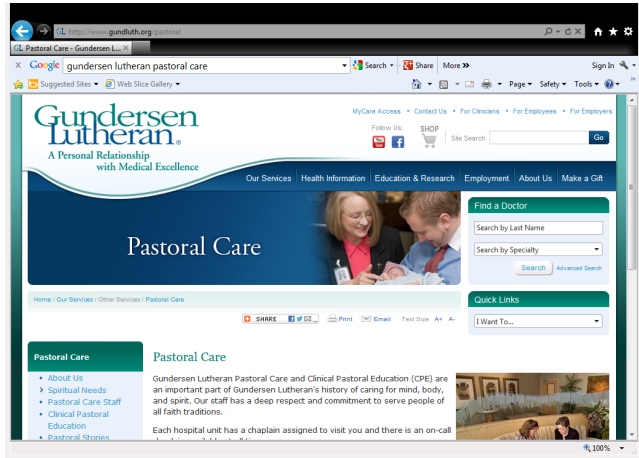 http://www.gundluth.org/pastoral
GL Pastoral Care - Gundersen L...
Google gundersen lutheran pastoral care Search Share More » Sign In
Suggested Sites Web Slice Gallery Page Safety Tools
Gundersen
Lutheran®
A Personal Relationship
with Medical Excellence
MyCare Access • Contact Us • For Clinicians • For Employees • For Employers
Follow Us:
You Tube f
SHOP
Site Search Go
Our Services Health Information Education & Research Employment About Us Make a Gift
Pastoral Care
Find a Doctor
Search by Last Name
Search by Specialty
Search Advanced Search
Home / Our Services / Other Services / Pastoral Care
SHARE Print Email Text Size A+ A-
Quick Links
I Want To...
Pastoral Care
• About Us
Spiritual Needs
• Pastoral Care Staff
• Clinical Pastoral
Education
• Pastoral Stories
Pastoral Care
Gundersen Lutheran Pastoral Care and Clinical Pastoral Education (CPE) are
an important part of Gundersen Lutheran's history of caring for mind, body,
and spirit. Our staff has a deep respect and commitment to serve people of
all faith traditions.
Each hospital unit has a chaplain assigned to visit you and there is an on-call
100%